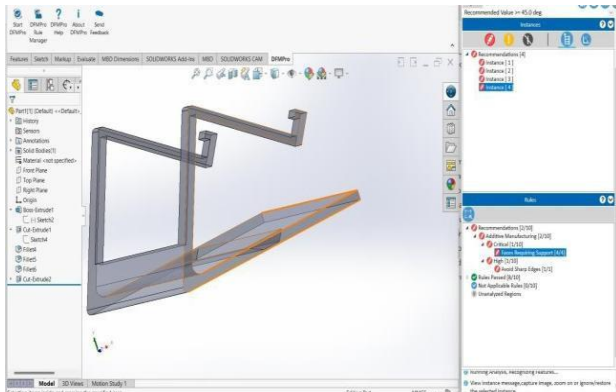 Recommended Value >= 45.0 deg
Start DFMPro
DFMPro Rule Manager
DFMPro Help
About DFMPro
Send Feedback
Instances
Features Sketch Markup Evaluate MBD Dimensions SOLIDWORKS Add-Ins MBD SOLIDWORKS CAM DFMPro
Recommendations [4]
Instance [ 1 ]
Instance [ 2 ]
Instance [ 3 ]
Instance [ 4 ]
History
Sensors
Annotations
Solid Bodies(1)
Material <not specified>
Front Plane
Top Plane
Right Plane
Origin
Boss-Extrude1
(-) Sketch2
Cut-Extrude1
Sketch4
Fillet4
Fillet5
Fillet6
Cut-Extrude2
Rules
Recommendations [2/10]
Additive Manufacturing [2/10]
Critical [1/10]
Faces Requiring Support [4/4]
High [1/10]
Avoid Sharp Edges [1/1]
Rules Passed [8/10]
Not Applicable Rules [0/10]
Unanalyzed Regions
Running Analysis, Recognizing Features...
View instance message,capture image, zoom on or ignore/restore
the selected instance.
Model 3D Views Motion Study 1